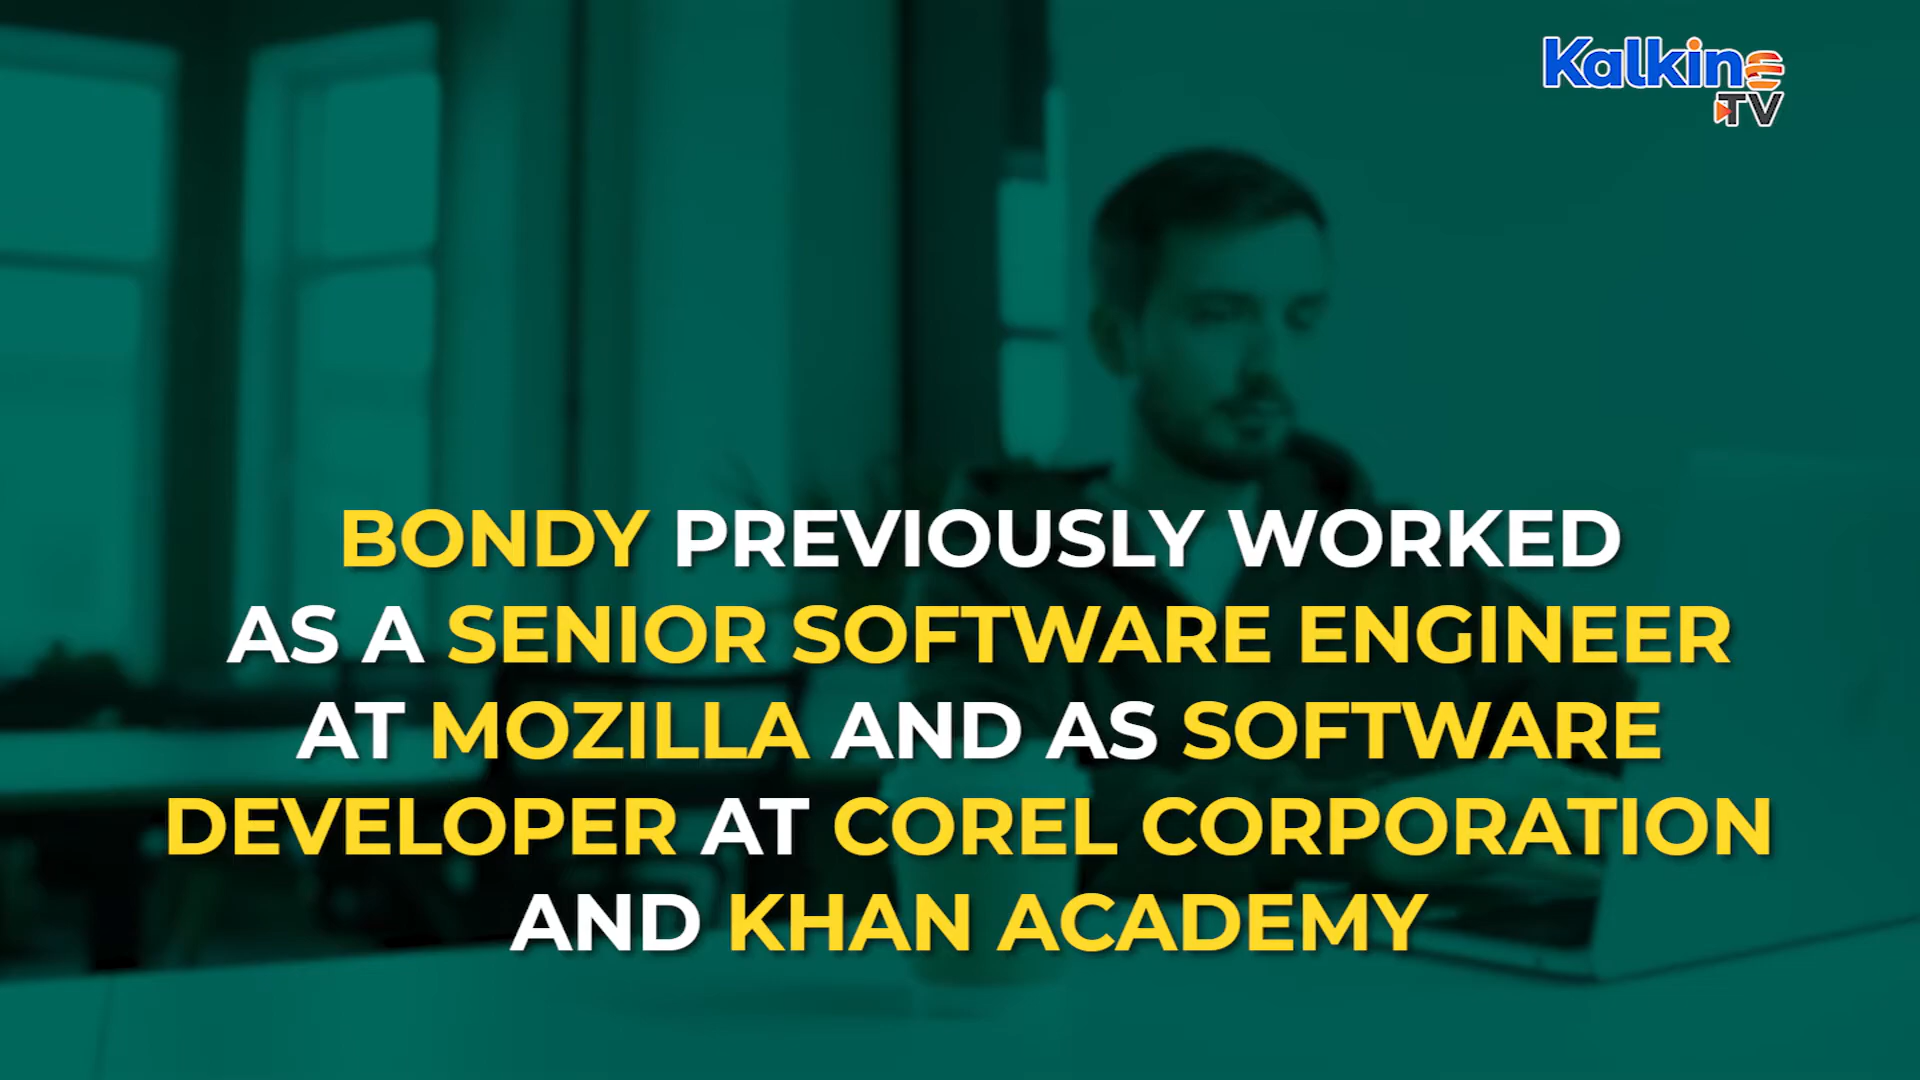 Kalkine
TV
BONDY PREVIOUSLY WORKED
AS A SENIOR SOFTWARE ENGINEER
AT MOZILLA AND AS SOFTWARE
DEVELOPER AT COREL CORPORATION
AND KHAN ACADEMY